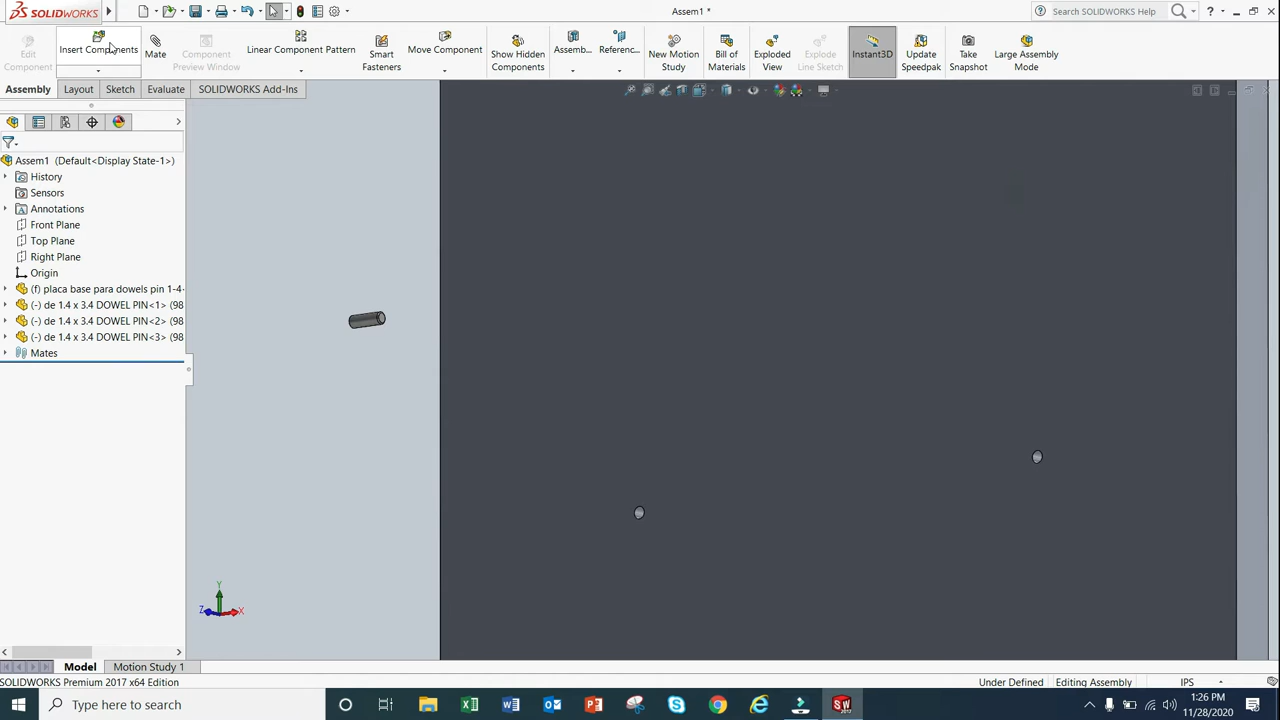 SOLIDWORKS
Assem1 *
Search SOLIDWORKS Help
Edit Component
Insert Components
Mate
Component Preview Window
Linear Component Pattern
Smart Fasteners
Move Component
Show Hidden Components
Assemb...
Referenc...
New Motion Study
Bill of Materials
Exploded View
Explode Line Sketch
Instant3D
Update Speedpak
Take Snapshot
Large Assembly Mode
Assembly
Layout
Sketch
Evaluate
SOLIDWORKS Add-Ins
Assem1 (Default<Display State-1>)
History
Sensors
Annotations
Front Plane
Top Plane
Right Plane
Origin
(f) placa base para dowels pin 1-4-
(-) de 1.4 x 3.4 DOWEL PIN<1> (98
(-) de 1.4 x 3.4 DOWEL PIN<2> (98
(-) de 1.4 x 3.4 DOWEL PIN<3> (98
Mates
Y
Z
X
Model
Motion Study 1
SOLIDWORKS Premium 2017 x64 Edition
Under Defined
Editing Assembly
IPS
Type here to search
1:26 PM
11/28/2020